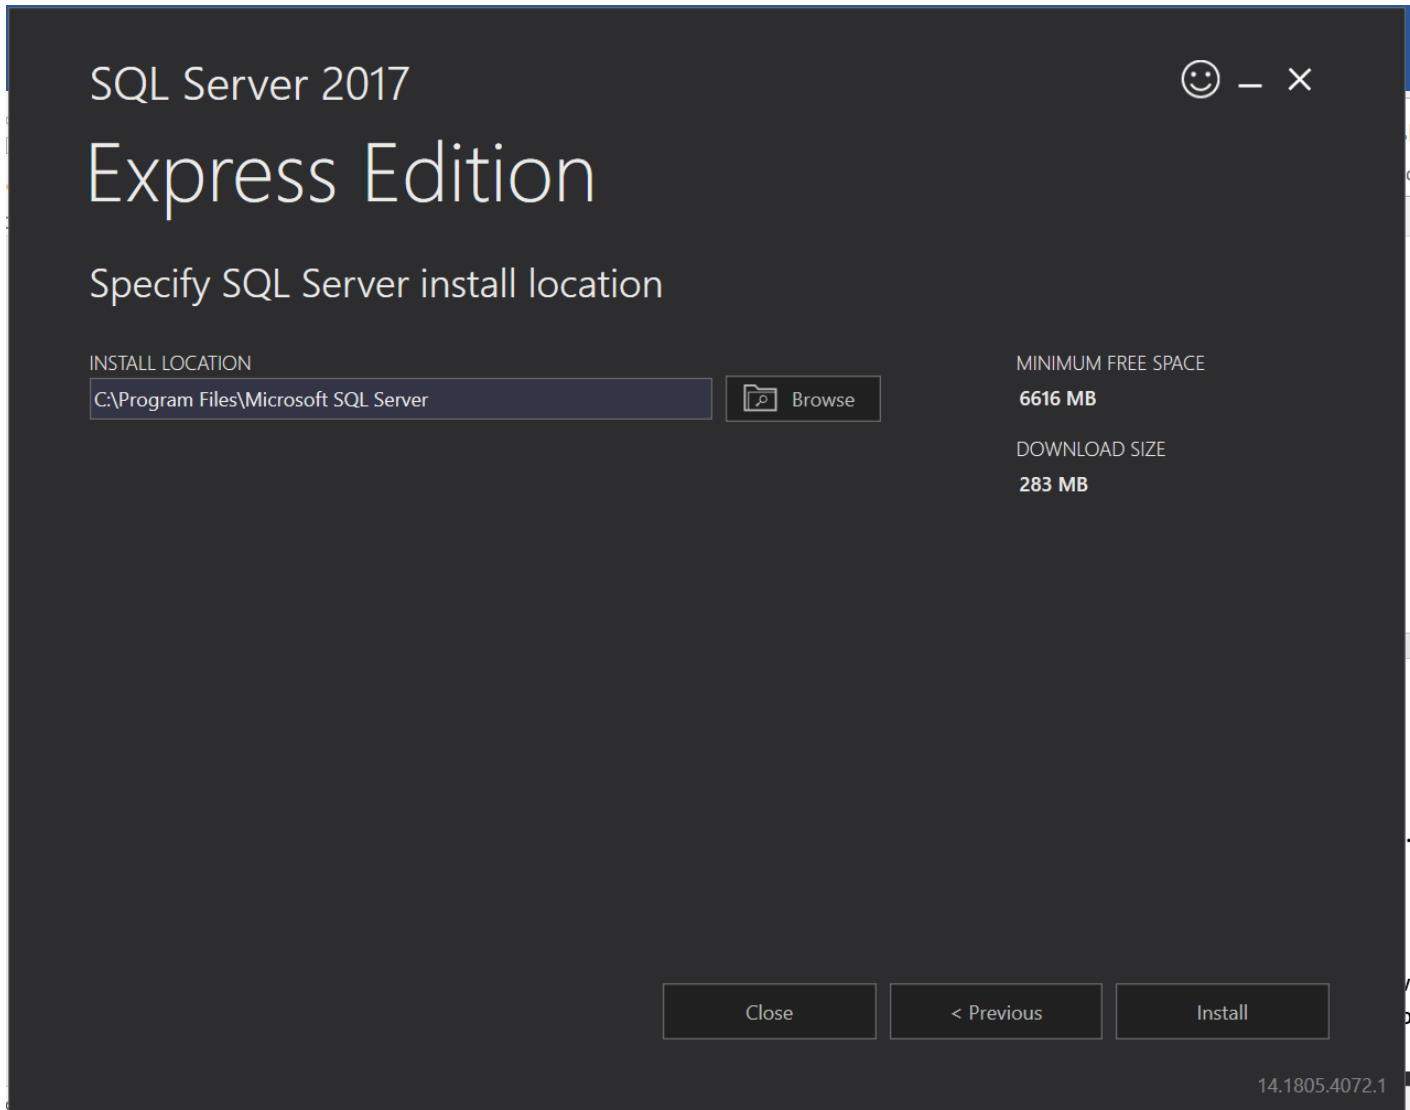 SQL Server 2017
Express Edition
Specify SQL Server install location
INSTALL LOCATION
C:\Program Files\Microsoft SQL Server
Browse
MINIMUM FREE SPACE
6616 MB
DOWNLOAD SIZE
283 MB
Close
< Previous
Install
14.1805.4072.1